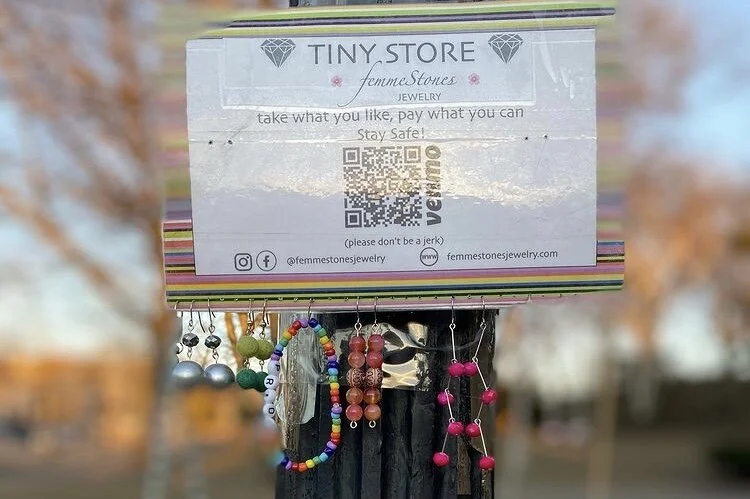 TINY STORE
femmeStones
JEWELRY
take what you like, pay what you can
Stay Safe!
venmo
(please don't be a jerk)
@femmestonesjewelry
www
femmestonesjewelry.com